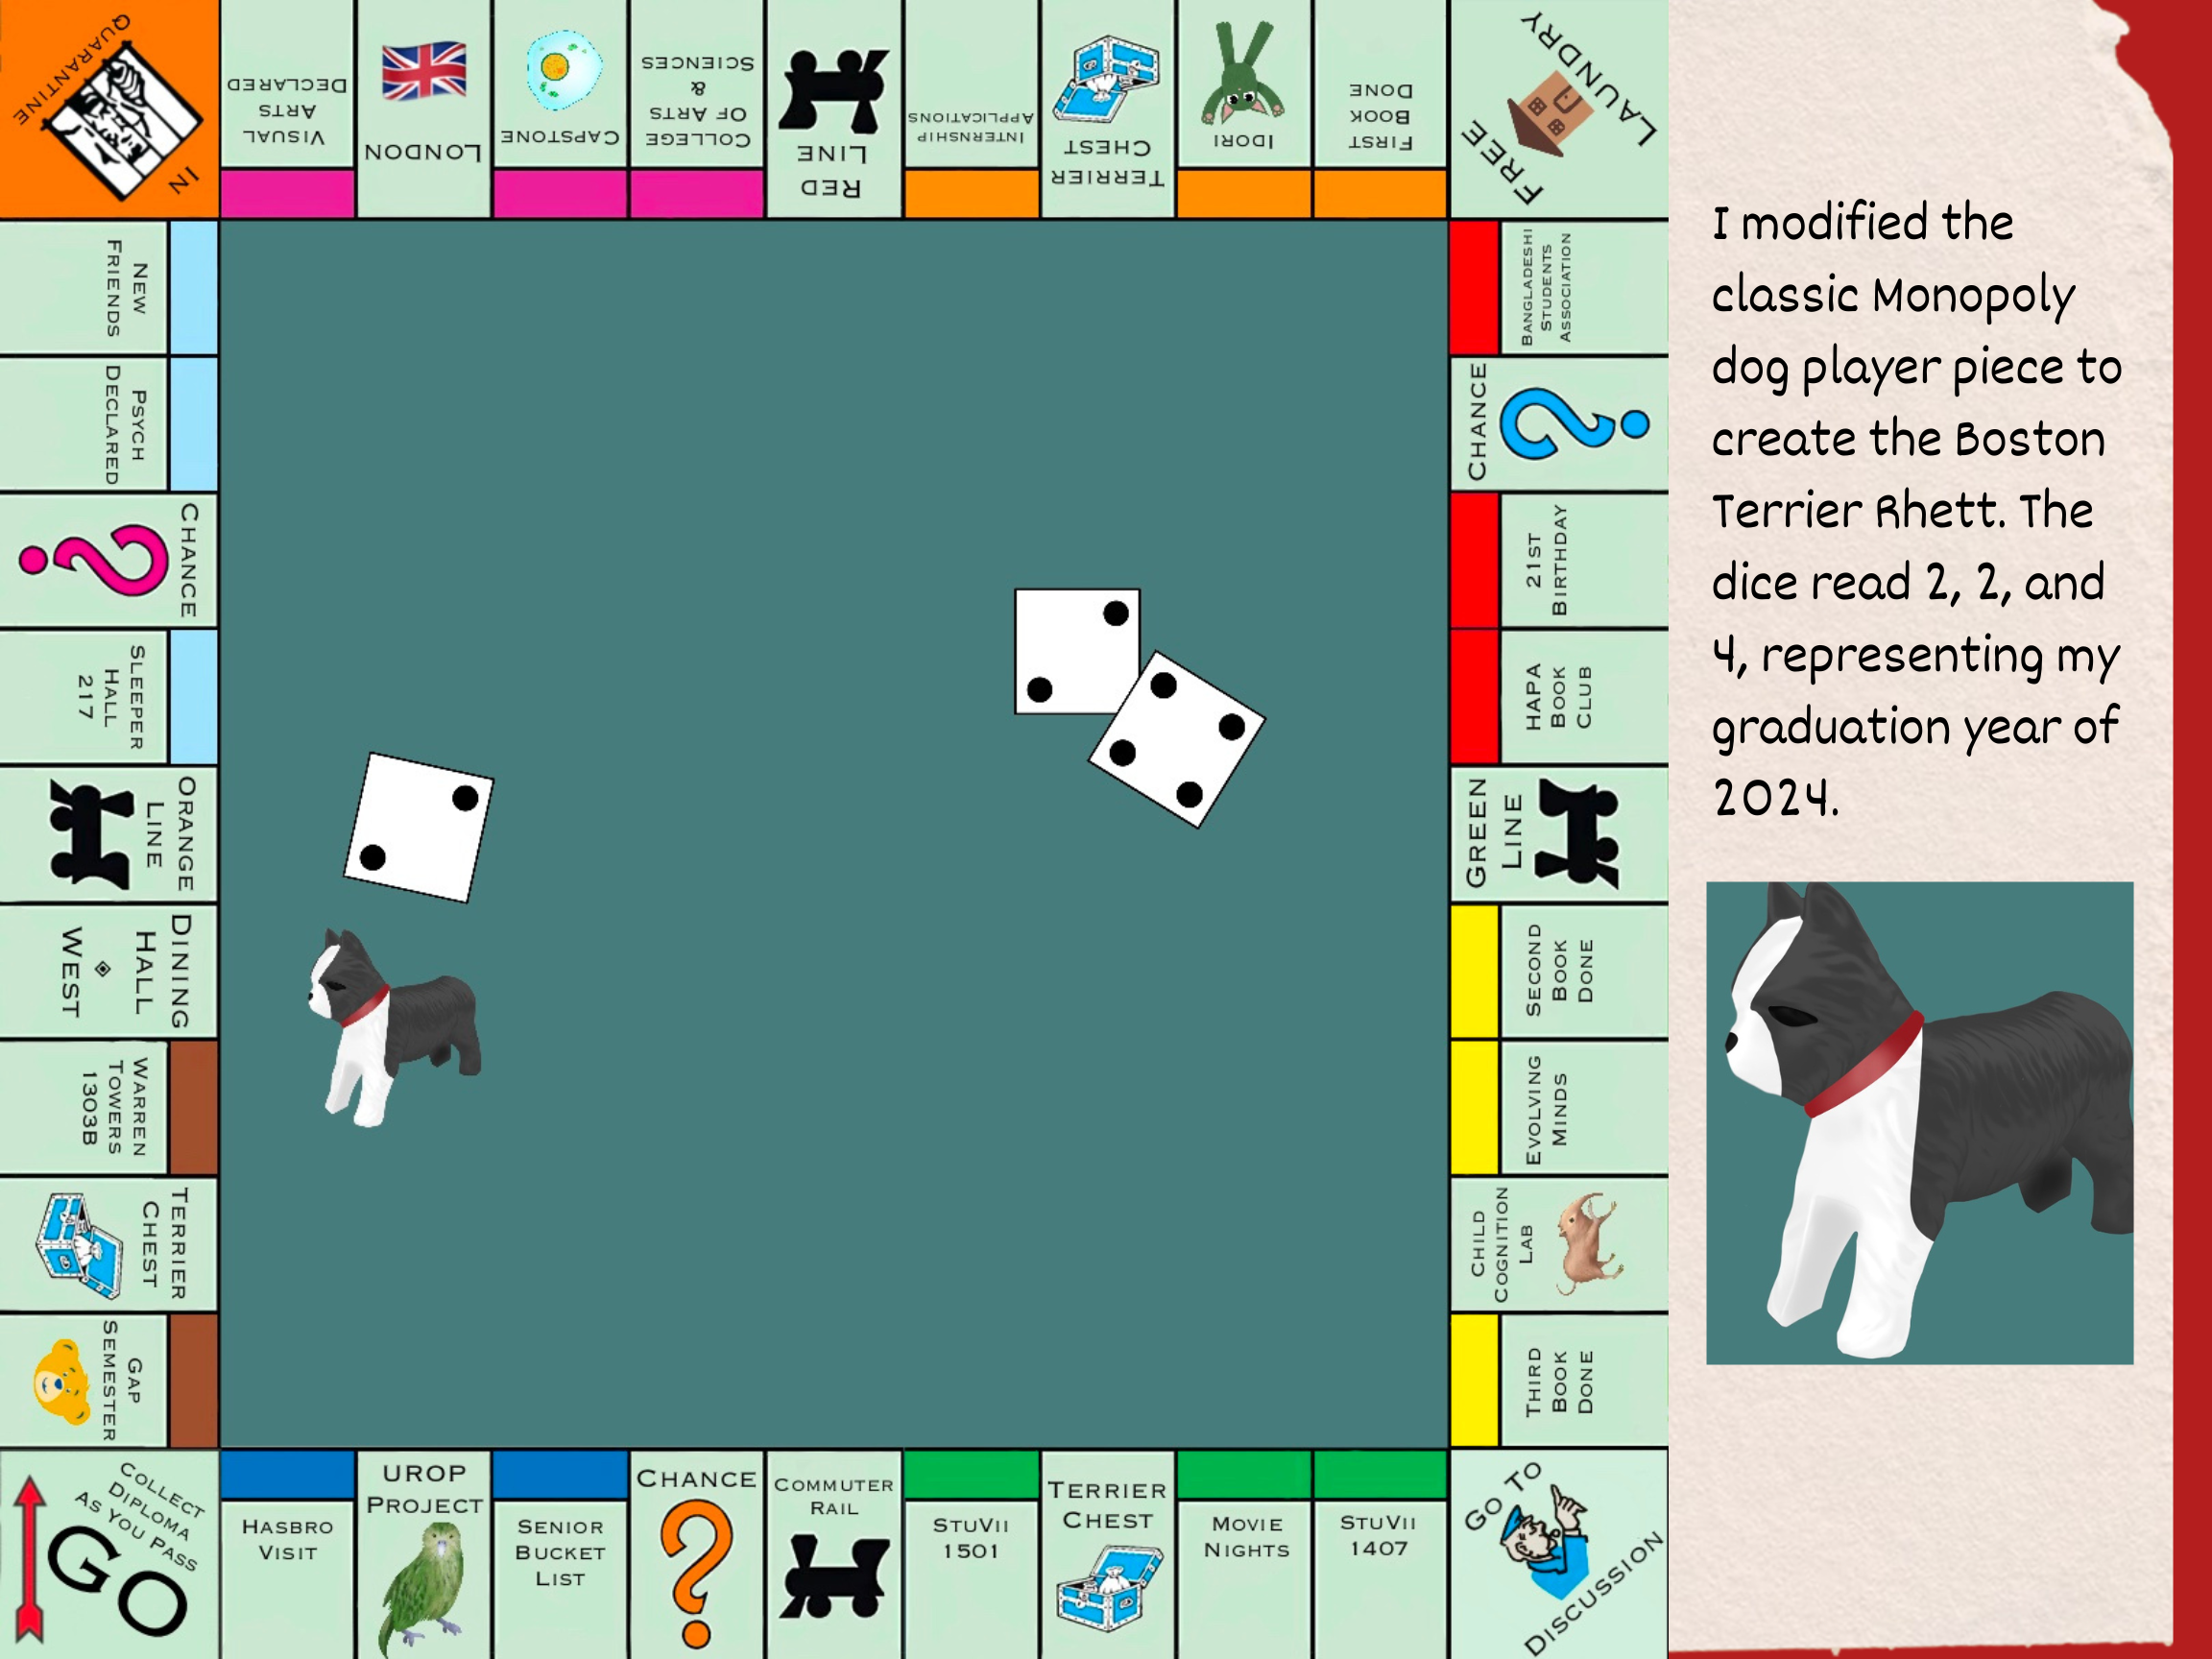 IN
QUARANTINE
VISUAL
ARTS
DECLARED
LONDON
CAPSTONE
COLLEGE
OF ARTS
&
SCIENCES
RED
LINE
INTERNSHIP
APPLICATIONS
TERRIER
CHEST
IDORI
FIRST
BOOK
DONE
FREE
LAUNDRY
BANGLADESHI
STUDENTS
ASSOCIATION
CHANCE
?
21ST
BIRTHDAY
HAPA
BOOK
CLUB
GREEN
LINE
SECOND
BOOK
DONE
EVOLVING
MINDS
CHILD
COGNITION
LAB
THIRD
BOOK
DONE
GO TO
DISCUSSION
STUVII
1407
MOVIE
NIGHTS
TERRIER
CHEST
STUVII
1501
COMMUTER
RAIL
CHANCE
?
SENIOR
BUCKET
LIST
UROP
PROJECT
HASBRO
VISIT
COLLECT
DIPLOMA
AS YOU PASS
GO
GAP
SEMESTER
TERRIER
CHEST
WARREN
TOWERS
1303B
DINING
HALL
WEST
ORANGE
LINE
SLEEPER
HALL
217
CHANCE
?
PSYCH
DECLARED
NEW
FRIENDS
I modified the
classic Monopoly
dog player piece to
create the Boston
Terrier Rhett. The
dice read 2, 2, and
4, representing my
graduation year of
2024.